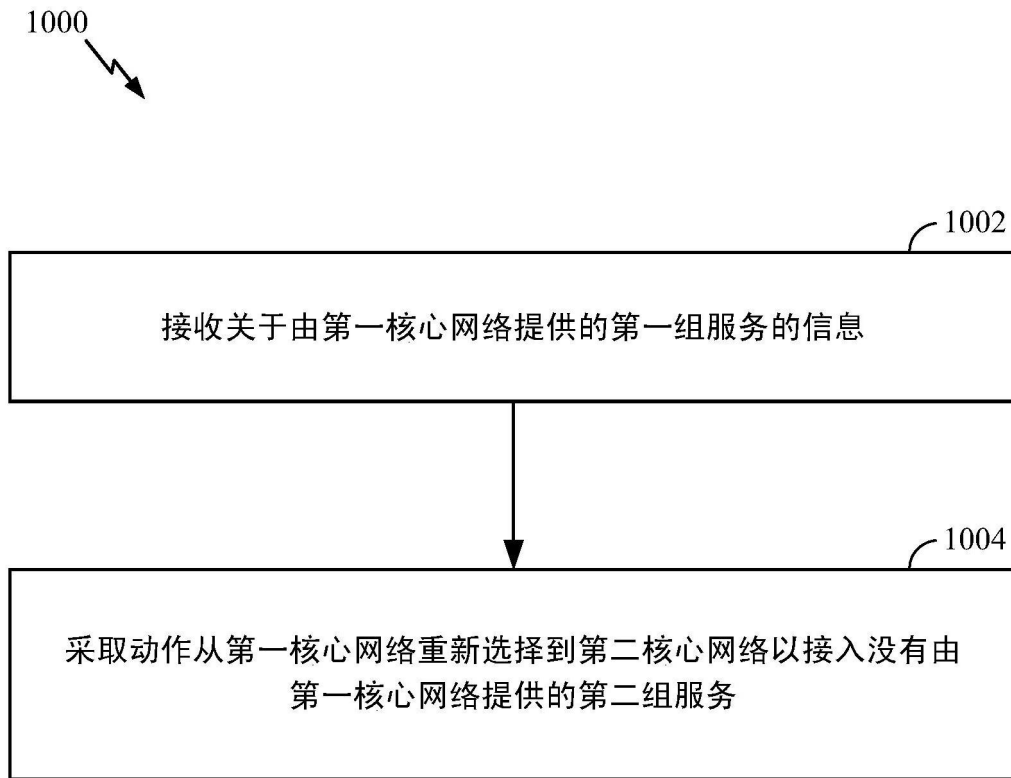 1000
1002
接收关于由第一核心网络提供的第一组服务的信息
1004
采取动作从第一核心网络重新选择到第二核心网络以接入没有由
第一核心网络提供的第二组服务